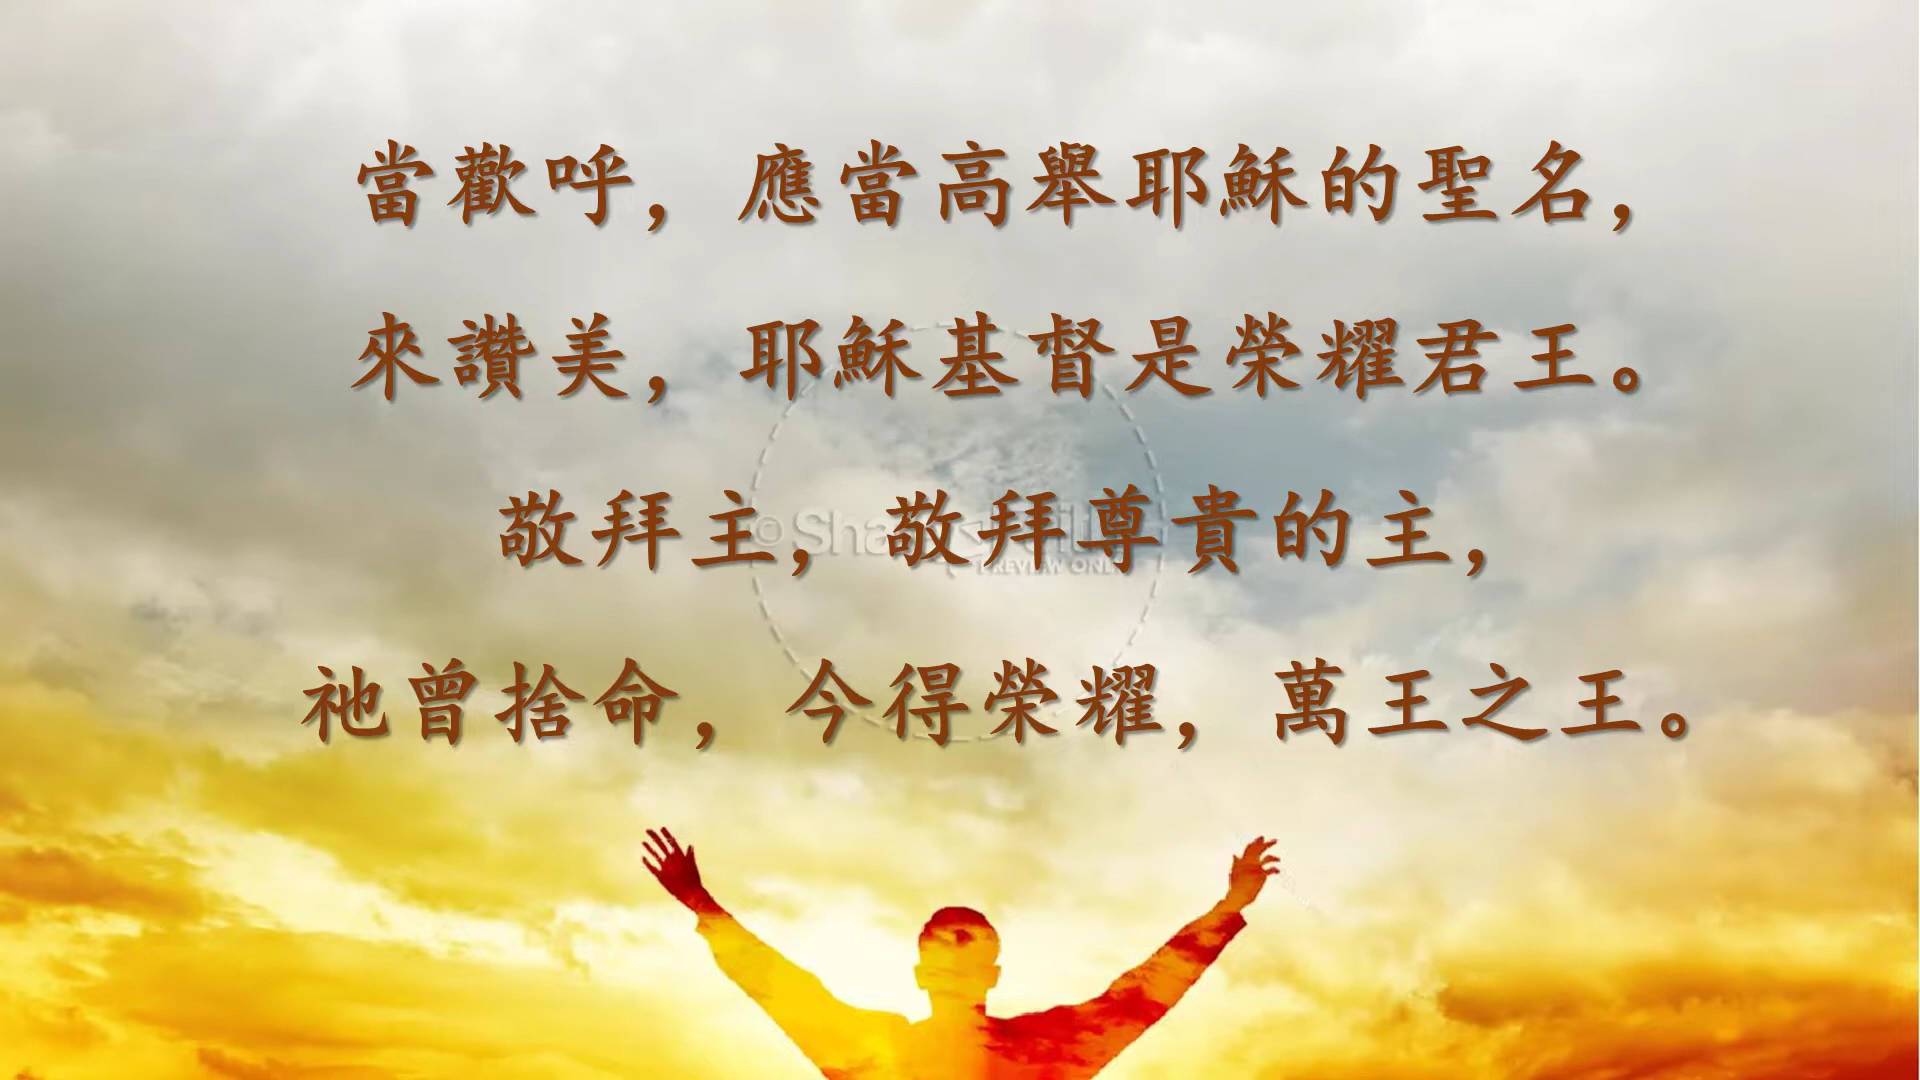 當歡呼，應當高舉耶穌的聖名，
來讚美，耶穌基督是榮耀君王。
敬拜主，敬拜尊貴的主，
祂曾捨命，今得榮耀，萬王之王。